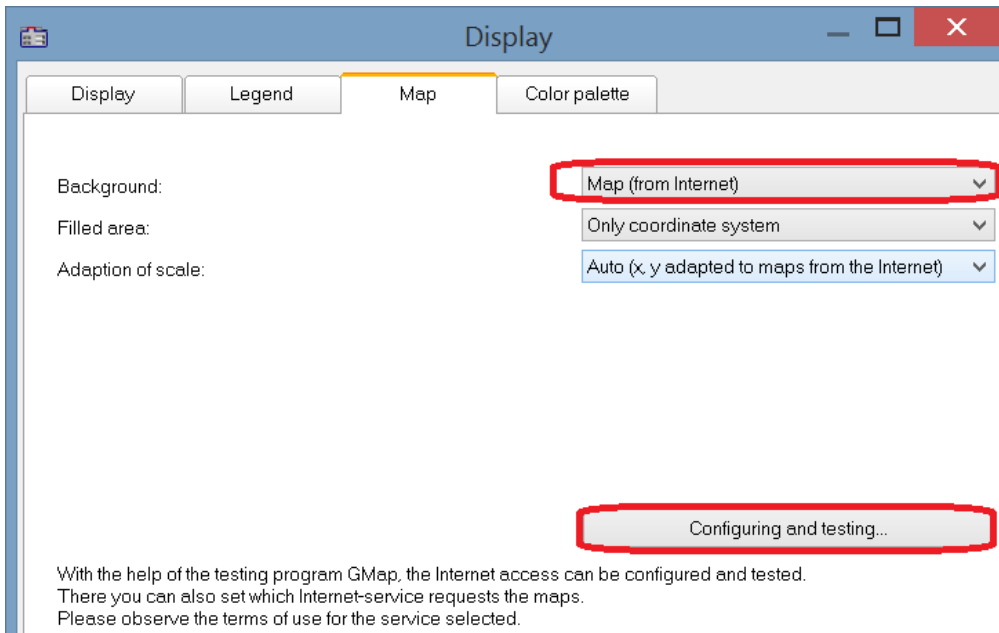 Display
Display Legend Map Color palette
Background: Map (from Internet)
Filled area: Only coordinate system
Adaption of scale: Auto (x, y adapted to maps from the Internet)
Configuring and testing...
With the help of the testing program GMap, the Internet access can be configured and tested.
There you can also set which Internet-service requests the maps.
Please observe the terms of use for the service selected.